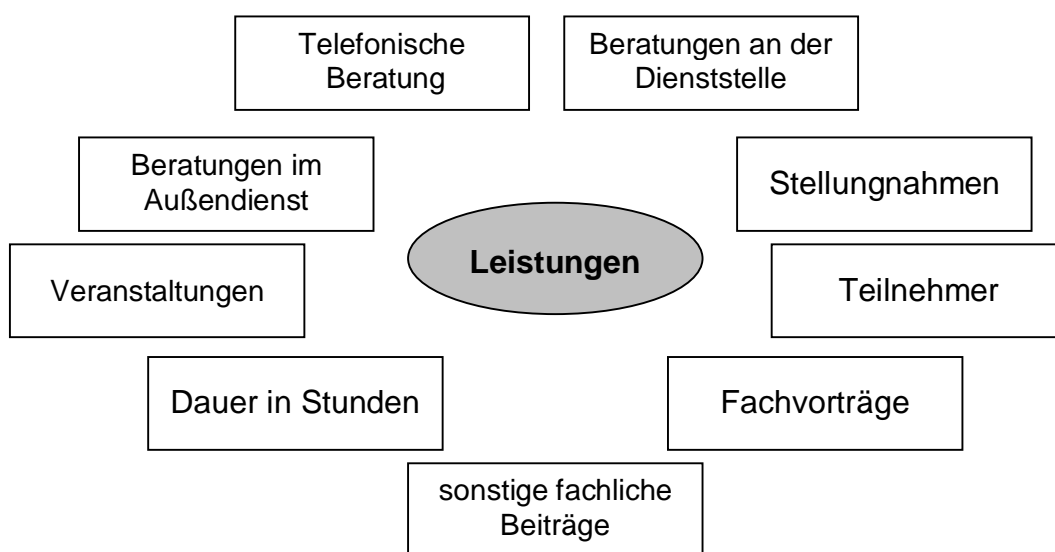 Telefonische
Beratung
Beratungen an der
Dienststelle
Beratungen im
Außendienst
Stellungnahmen
Leistungen
Veranstaltungen
Teilnehmer
Dauer in Stunden
Fachvorträge
sonstige fachliche
Beiträge